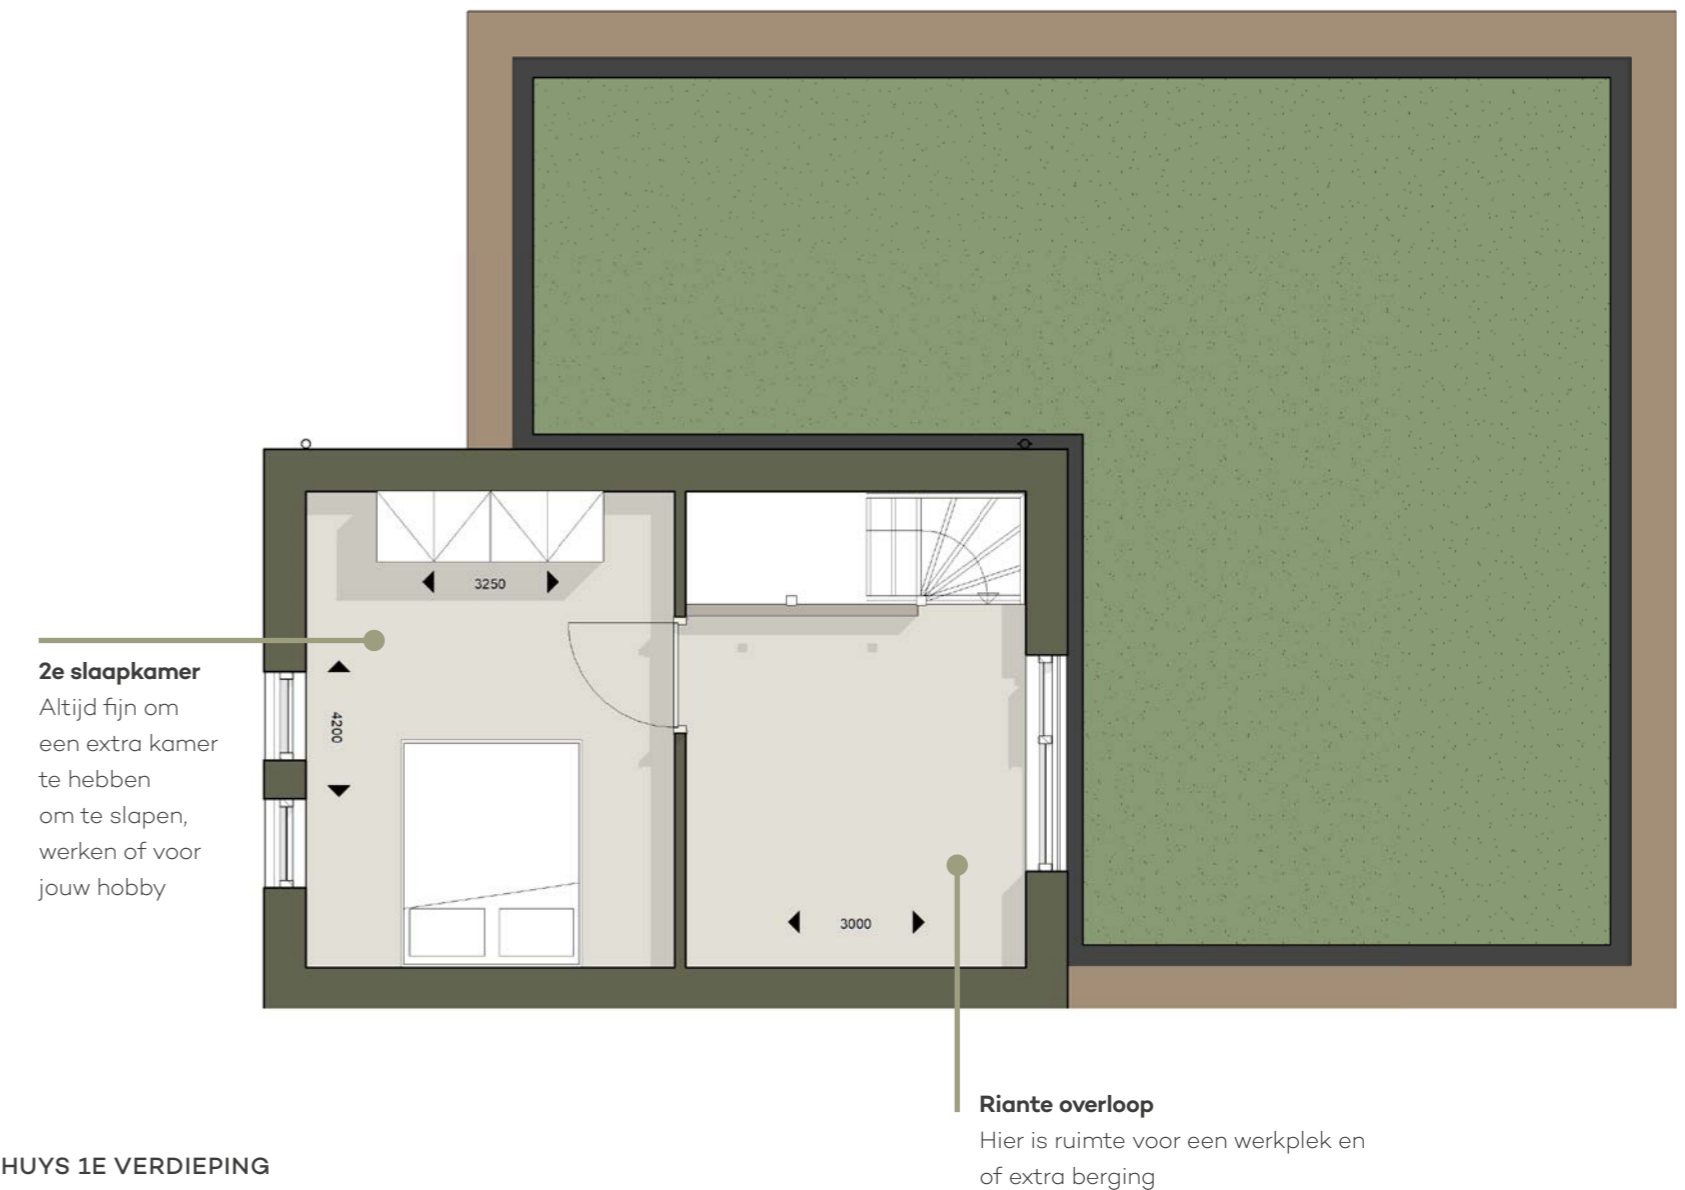 3250
2e slaapkamer
Altijd fijn om
een extra kamer
te hebben
om te slapen,
werken of voor
jouw hobby
4200
3000
Riante overloop
Hier is ruimte voor een werkplek en
of extra berging
HUYS 1E VERDIEPING